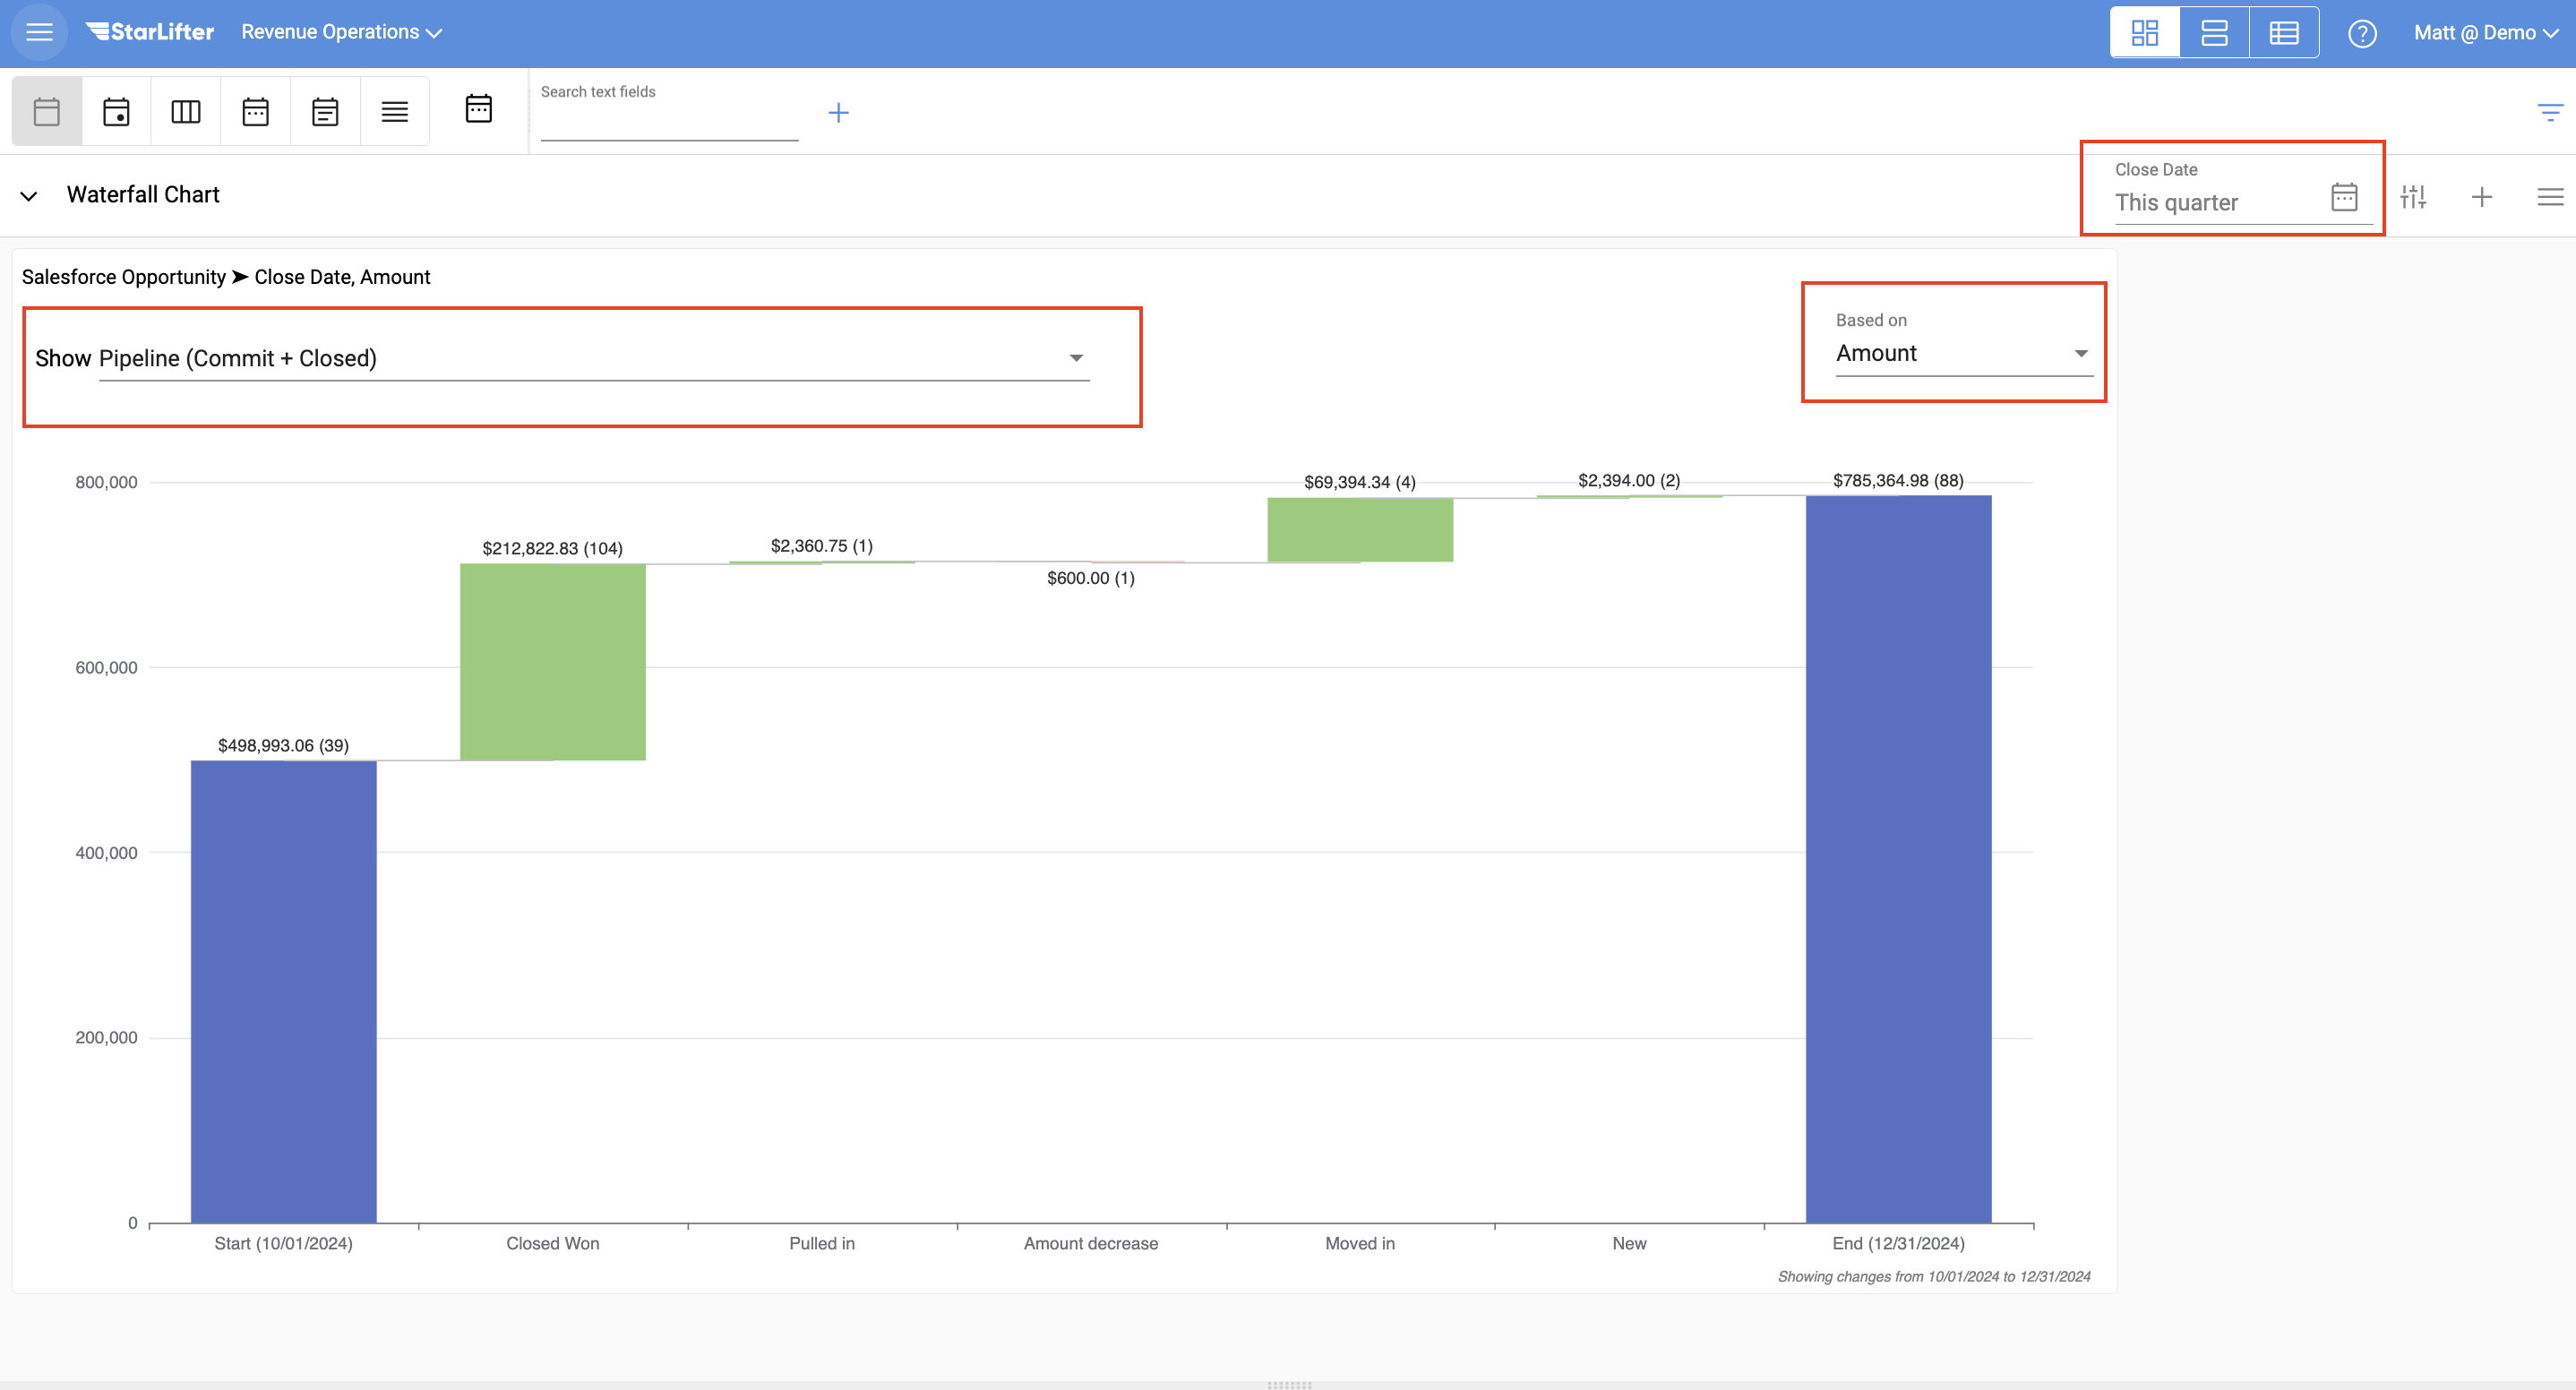 StarLifter Revenue Operations ? Matt @ Demo
Search text fields
Waterfall Chart
Close Date
This quarter
Salesforce Opportunity ➤ Close Date, Amount
Show Pipeline (Commit + Closed)
Based on
Amount
800,000
600,000
400,000
200,000
0
$498,993.06 (39)
$212,822.83 (104)
$2,360.75 (1)
$600.00 (1)
$69,394.34 (4)
$2,394.00 (2)
$785,364.98 (88)
Start (10/01/2024)
Closed Won
Pulled in
Amount decrease
Moved in
New
End (12/31/2024)
Showing changes from 10/01/2024 to 12/31/2024